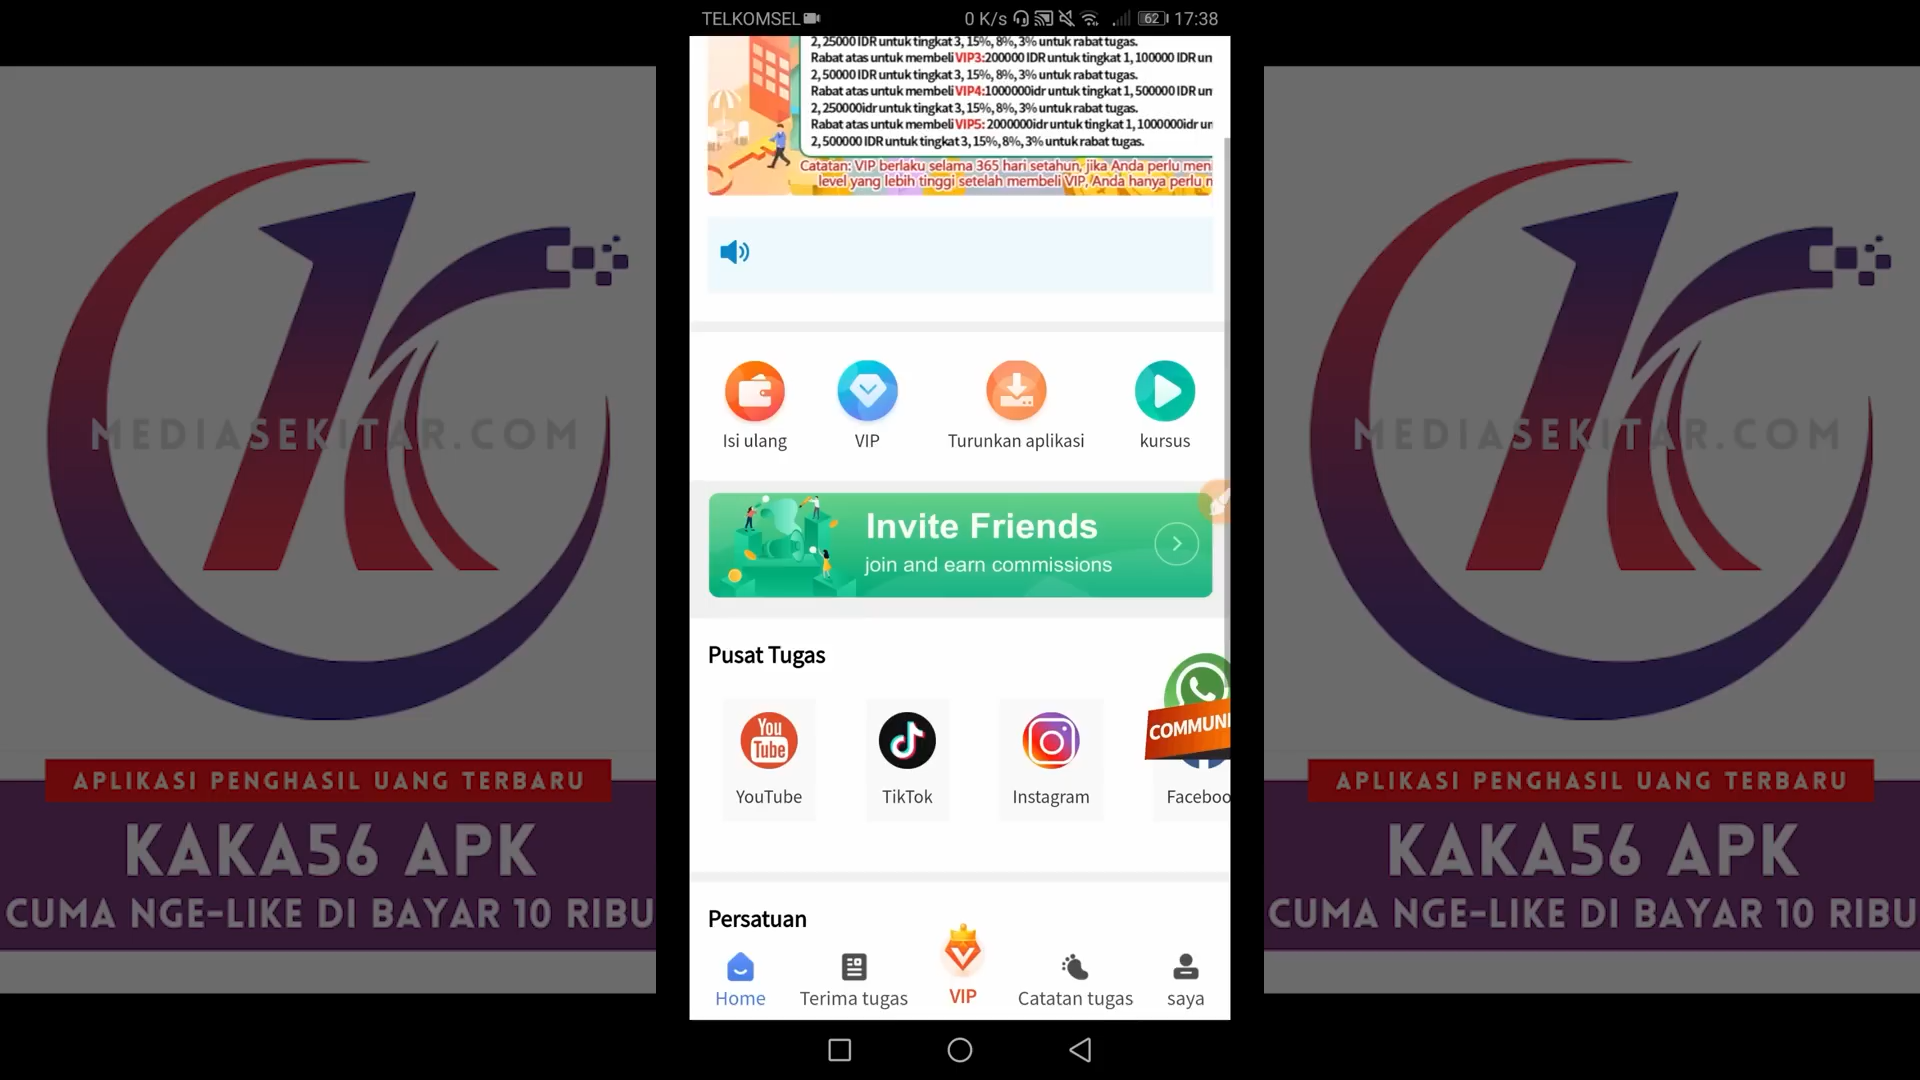 TELKOMSEL 0 K/s 62 17:38
2, 25000 IDR untuk tingkat 3, 15%, 8%, 3% untuk rabat tugas.
Rabat atas untuk membeli VIP3:200000 IDR untuk tingkat 1, 100000 IDR un
2, 50000 IDR untuk tingkat 3, 15%, 8%, 3% untuk rabat tugas.
Rabat atas untuk membeli VIP4:1000000idr untuk tingkat 1, 500000 IDR un
2, 250000idr untuk tingkat 3, 15%, 8%, 3% untuk rabat tugas.
Rabat atas untuk membeli VIP5: 2000000idr untuk tingkat 1, 1000000idr un
2, 500000 IDR untuk tingkat 3, 15%, 8%, 3% untuk rabat tugas.
Catatan: VIP berlaku selama 365 hari setahun, jika Anda perlu men
level yang lebih tinggi setelah membeli VIP, Anda hanya perlu
Isi ulang
VIP
Turunkan aplikasi
kursus
Invite Friends
join and earn commissions
Pusat Tugas
COMMUN
YouTube
YouTube
TikTok
Instagram
Faceboo
Persatuan
Home
Terima tugas
VIP
Catatan tugas
saya
MEDIASEKITAR.COM
APLIKASI PENGHASIL UANG TERBARU
KAKA56 APK
CUMA NGE-LIKE DI BAYAR 10 RIBU
MEDIASEKITAR.COM
APLIKASI PENGHASIL UANG TERBARU
KAKA56 APK
CUMA NGE-LIKE DI BAYAR 10 RIBU